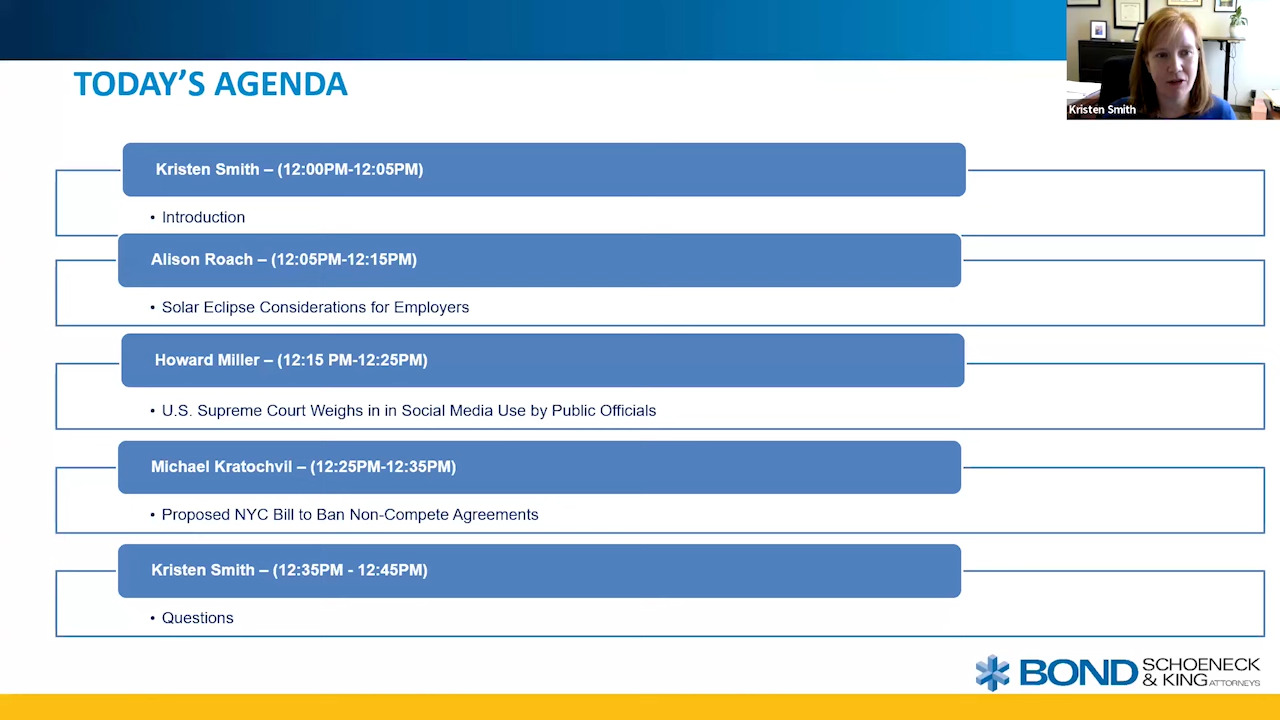 TODAY'S AGENDA
Kristen Smith
Kristen Smith – (12:00PM-12:05PM)
• Introduction
Alison Roach – (12:05PM-12:15PM)
• Solar Eclipse Considerations for Employers
Howard Miller – (12:15 PM-12:25PM)
• U.S. Supreme Court Weighs in in Social Media Use by Public Officials
Michael Kratochvil – (12:25PM-12:35PM)
• Proposed NYC Bill to Ban Non-Compete Agreements
Kristen Smith – (12:35PM - 12:45PM)
• Questions
BOND SCHOENECK
& KING ATTORNEYS